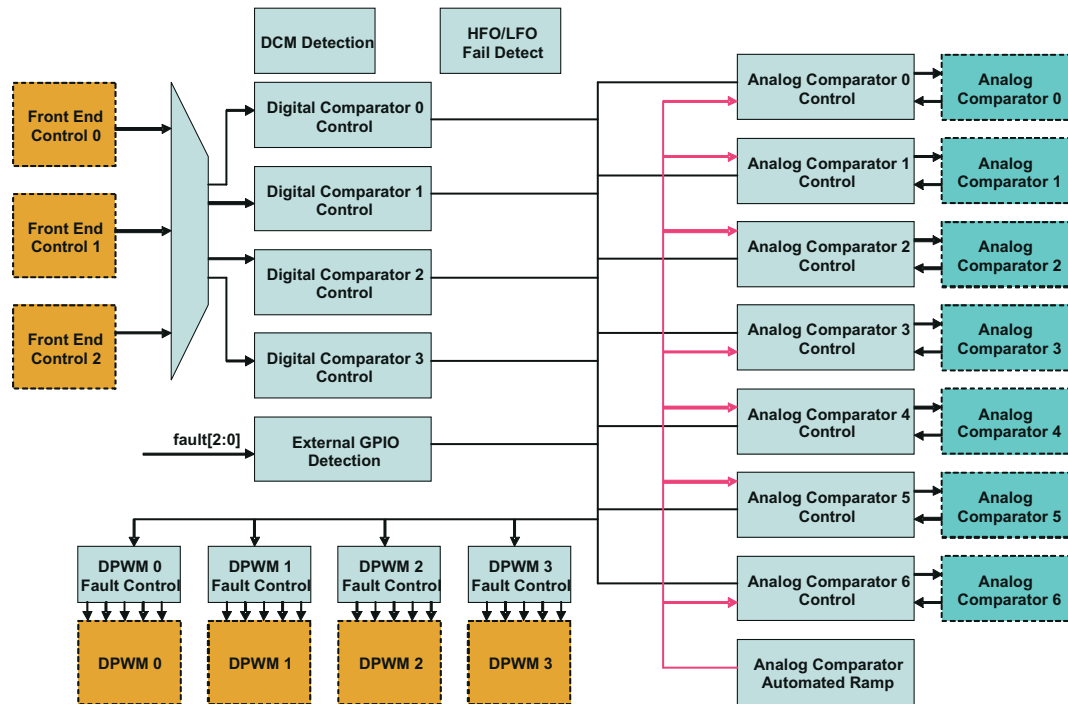 DCM Detection
HFO/LFO
Fail Detect
Front End
Control 0
Front End
Control 1
Front End
Control 2
Digital Comparator 0
Control
Digital Comparator 1
Control
Digital Comparator 2
Control
Digital Comparator 3
Control
fault[2:0]
External GPIO
Detection
Analog Comparator 0
Control
Analog
Comparator 0
Analog Comparator 1
Control
Analog
Comparator 1
Analog Comparator 2
Control
Analog
Comparator 2
Analog Comparator 3
Control
Analog
Comparator 3
Analog Comparator 4
Control
Analog
Comparator 4
Analog Comparator 5
Control
Analog
Comparator 5
Analog Comparator 6
Control
Analog
Comparator 6
Analog Comparator
Automated Ramp
DPWM 0
Fault Control
DPWM 1
Fault Control
DPWM 2
Fault Control
DPWM 3
Fault Control
DPWM 0
DPWM 1
DPWM 2
DPWM 3